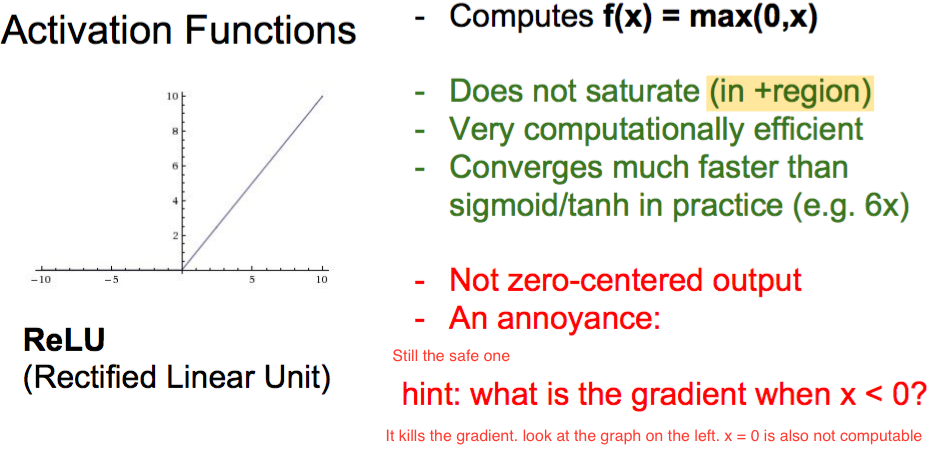 Activation Functions
10
8
6
4
2
−10
−5
5
10
ReLU
(Rectified Linear Unit)
- Computes f(x) = max(0,x)
- Does not saturate (in +region)
- Very computationally efficient
- Converges much faster than
sigmoid/tanh in practice (e.g. 6x)
- Not zero-centered output
- An annoyance:
Still the safe one
hint: what is the gradient when x < 0?
It kills the gradient. look at the graph on the left. x = 0 is also not computable